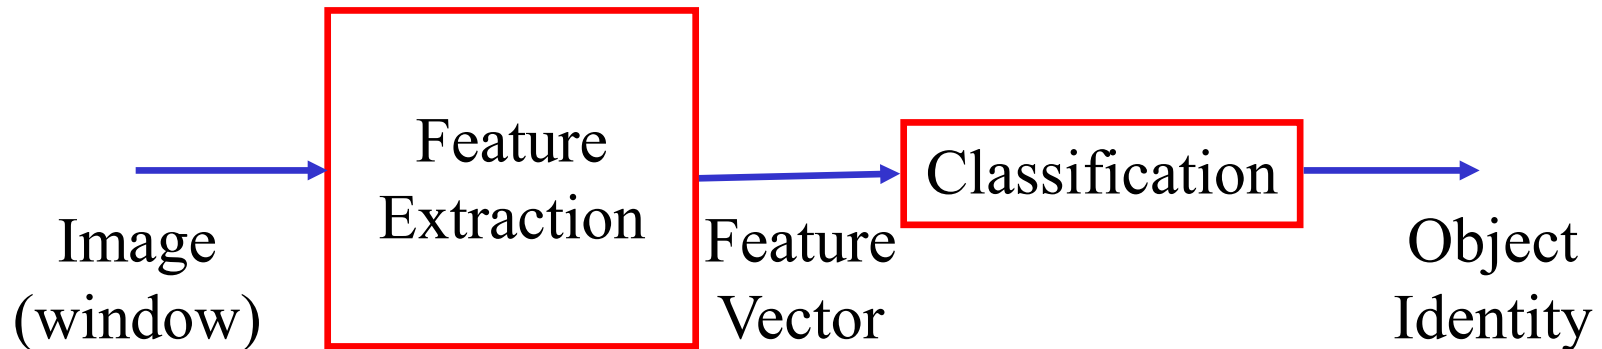 Image
(window)
Feature
Extraction
Feature
Vector
Classification
Object
Identity